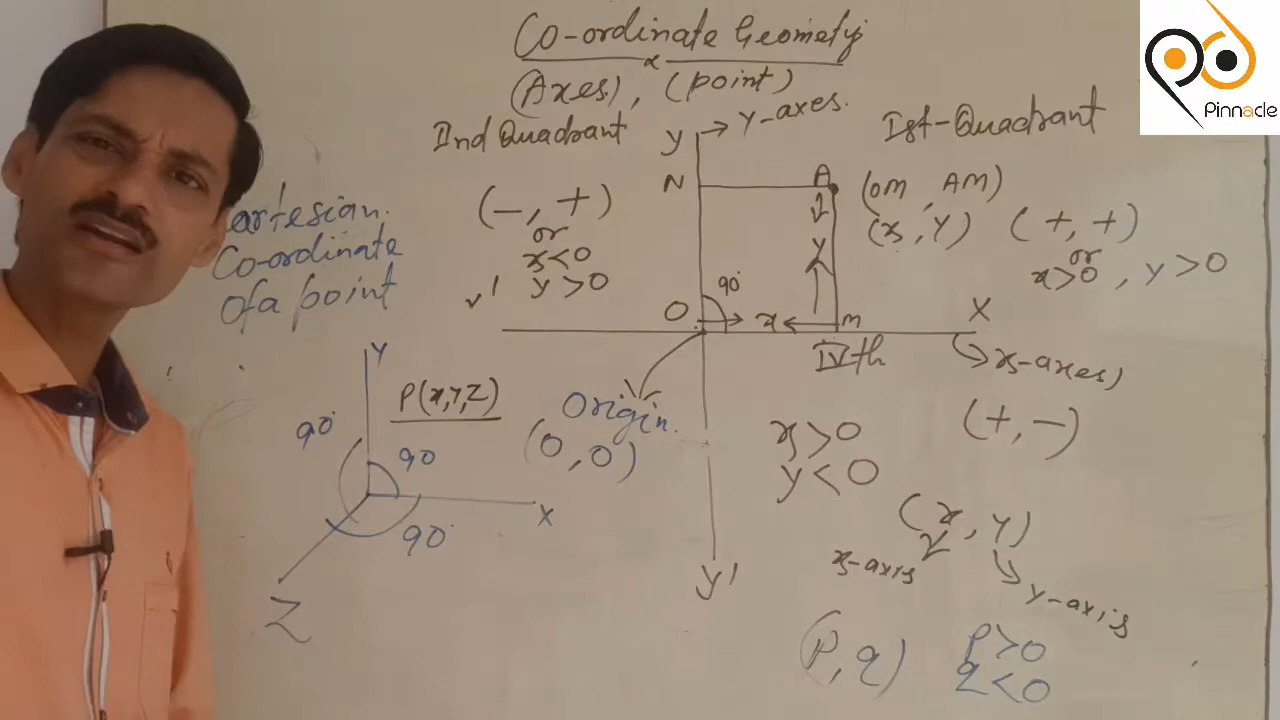 Co-ordinate Geometry
(Axes), (point)
Y → Y-axes.
IInd Quadrant
Ist-Quadrant
(-, +)
or
x<0
y>0
N
A
(OM, AM)
(x, y)
(+, +)
or
x>0, y>0
artesian
Co-ordinate
Of a point
O
90°
x
y
M
X
x-axes)
IVth
(+, -)
x>0
y<0
Origin.
(0, 0)
Y
P(x,y,z)
90°
90
90°
X
Z
y'
(x, y)
x-axis
y-axis
(P, q)
P>0
q<0
Pinnacle